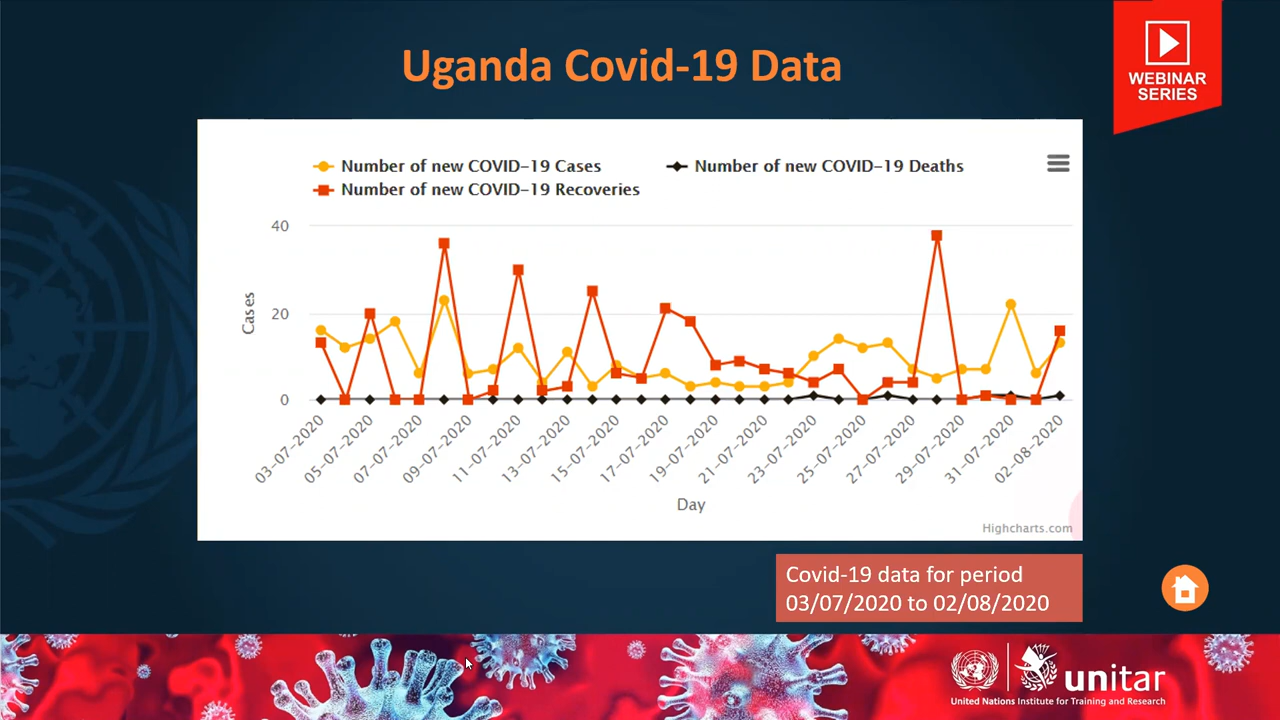 Uganda Covid-19 Data
WEBINAR
SERIES
Number of new COVID-19 Cases
Number of new COVID-19 Deaths
Number of new COVID-19 Recoveries
40
20
0
Cases
03-07-2020
05-07-2020
07-07-2020
09-07-2020
11-07-2020
13-07-2020
15-07-2020
17-07-2020
19-07-2020
21-07-2020
23-07-2020
25-07-2020
27-07-2020
29-07-2020
31-07-2020
02-08-2020
Day
Highcharts.com
Covid-19 data for period
03/07/2020 to 02/08/2020
unitar
United Nations Institute for Training and Research